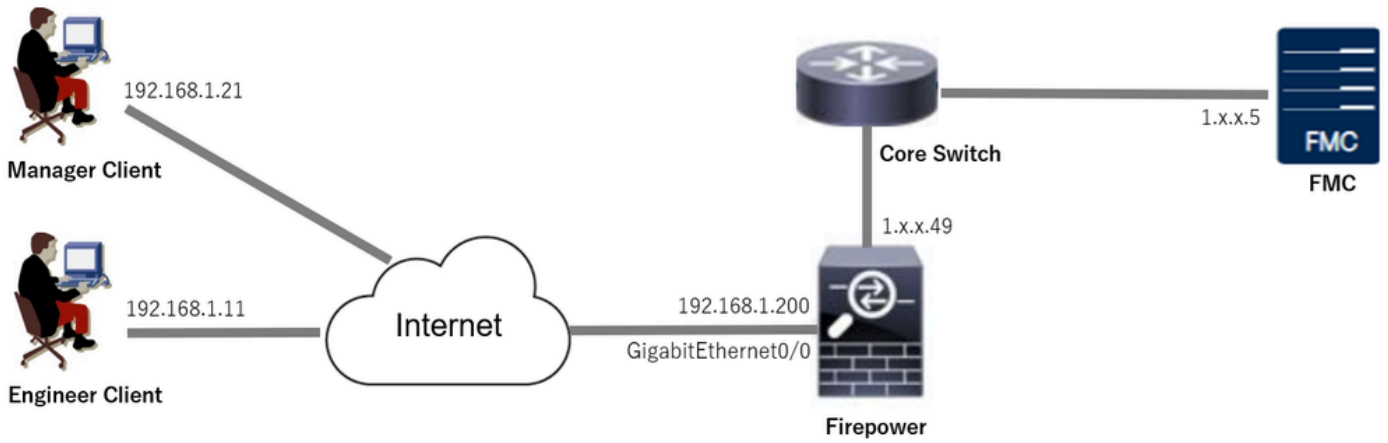 192.168.1.21
Manager Client
192.168.1.11
Engineer Client
Internet
192.168.1.200
GigabitEthernet0/0
Firepower
1.x.x.49
Core Switch
1.x.x.5
FMC
FMC